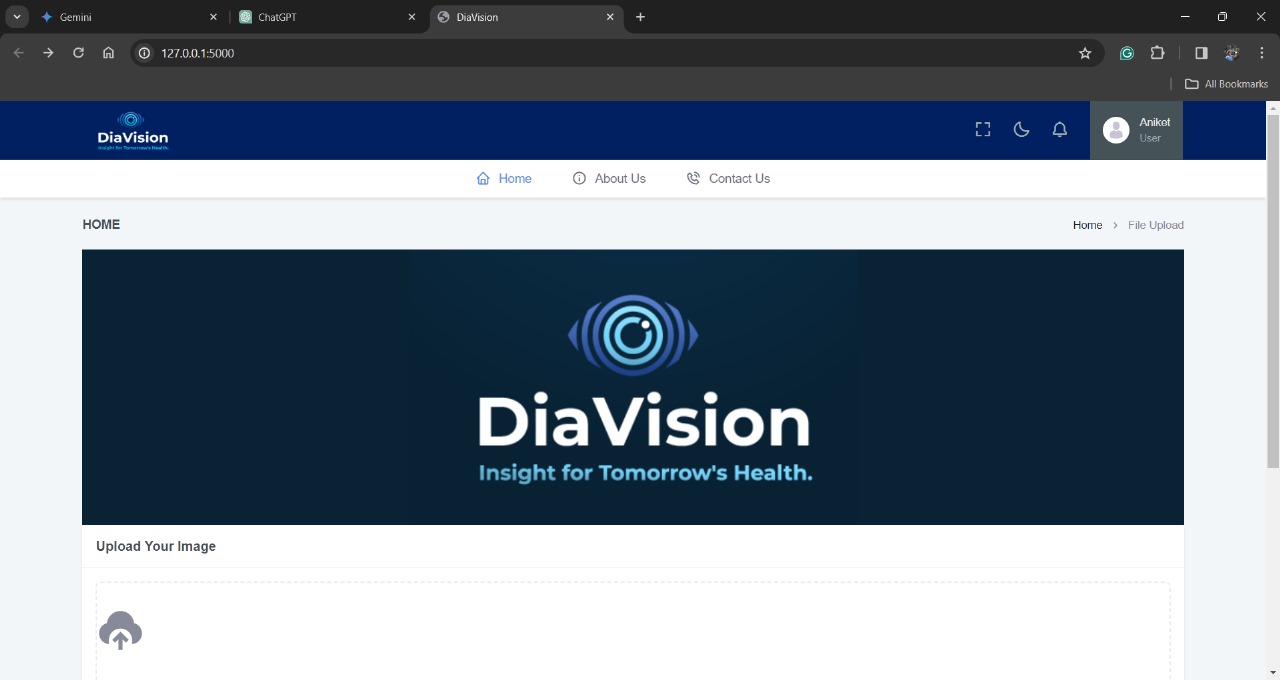 Gemini
ChatGPT
DiaVision
127.0.0.1:5000
All Bookmarks
DiaVision
Insight for Tomorrow's Health.
Aniket
User
Home
About Us
Contact Us
HOME
Home > File Upload
DiaVision
Insight for Tomorrow's Health.
Upload Your Image